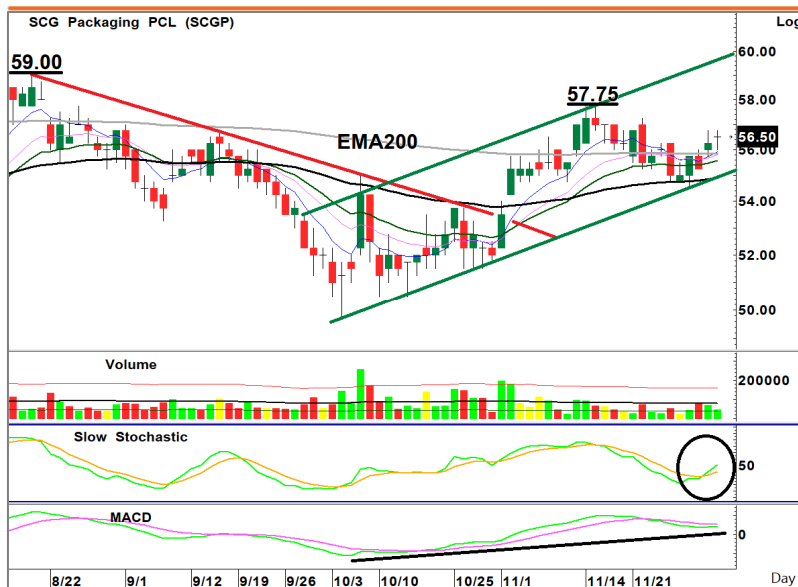 SCG Packaging PCL (SCGP)
Log
59.00
60.00
57.75
58.00
EMA200
56.50
56.00
54.00
52.00
50.00
Volume
200000
Slow Stochastic
50
MACD
0
8/22 9/1 9/12 9/19 9/26 10/3 10/10 10/25 11/1 11/14 11/21 Day